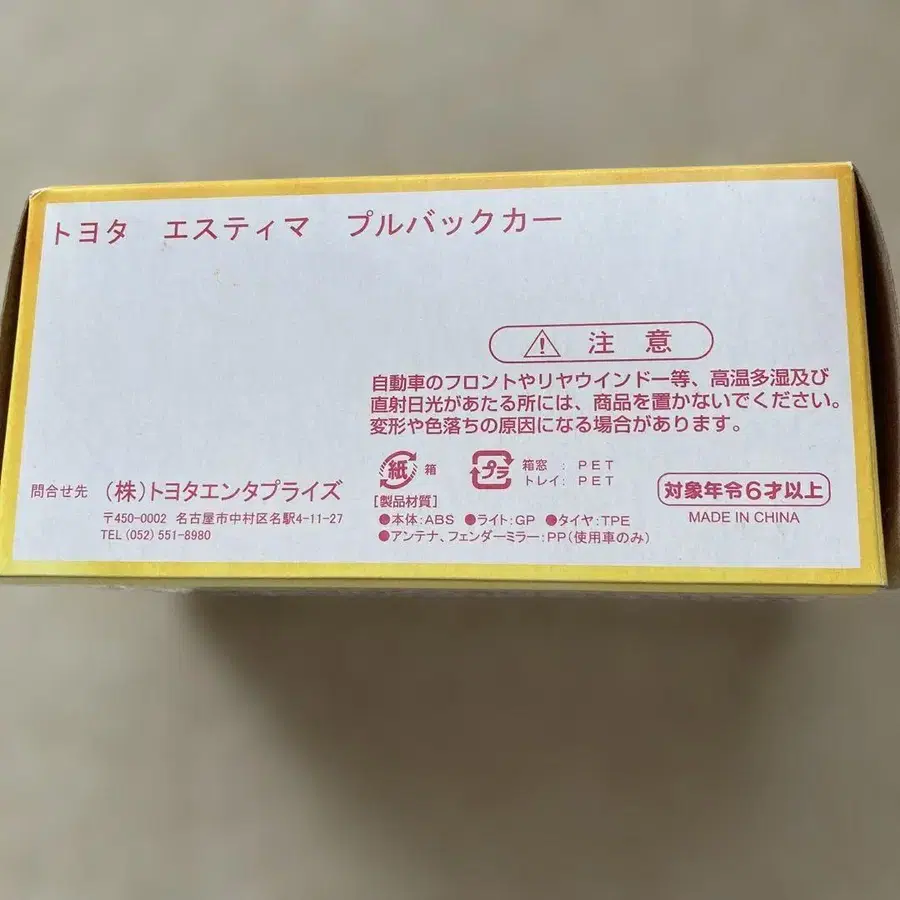 トヨタ エスティマ プルバックカー
注意
自動車のフロントやリヤウインドー等、高温多湿及び
直射日光があたる所には、商品を置かないでください。
変形や色落ちの原因になる場合があります。
紙 箱
プラ 箱窓 : PET
トレイ: PET
[製品材質]
●本体:ABS ●ライト:GP ●タイヤ:TPE
●アンテナ、フェンダーミラー:PP(使用車のみ)
対象年令6才以上
MADE IN CHINA
問合せ先 (株)トヨタエンタプライズ
〒450-0002 名古屋市中村区名駅4-11-27
TEL (052) 551-8980